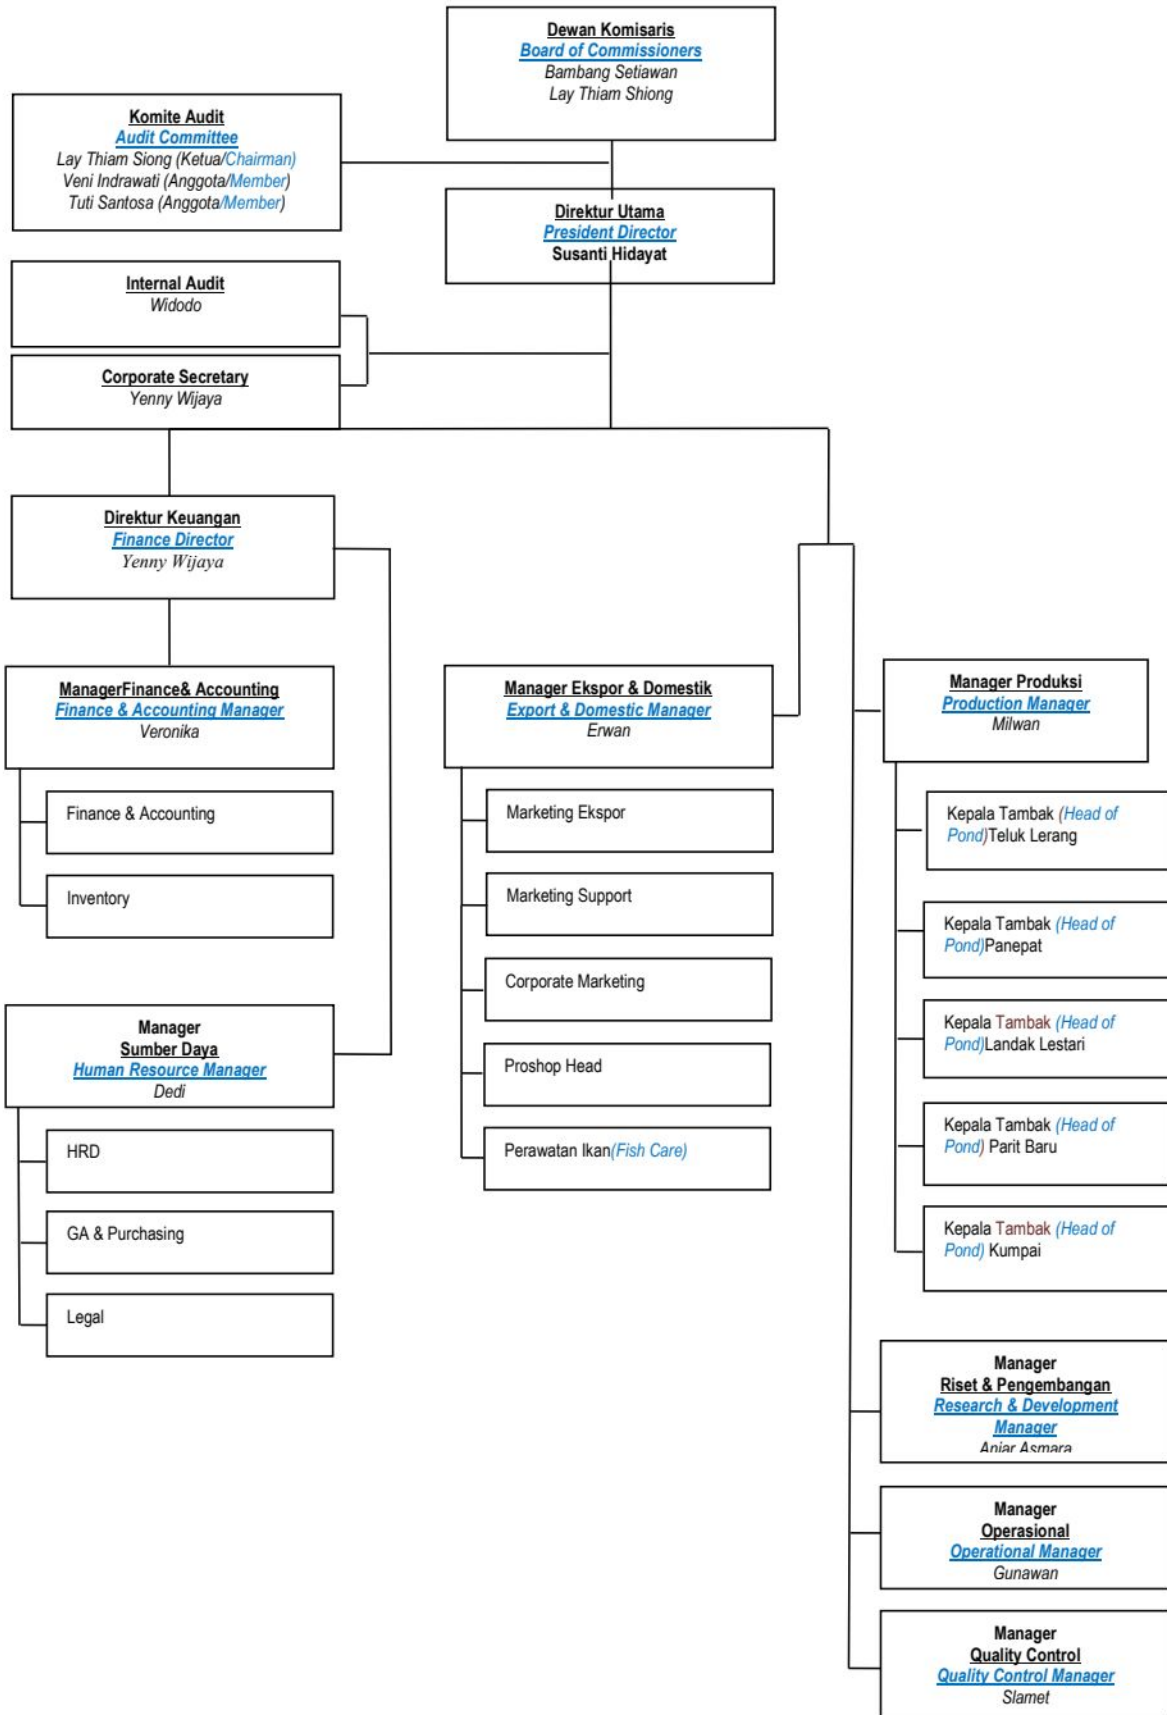 Dewan Komisaris
Board of Commissioners
Bambang Setiawan
Lay Thiam Shiong
Komite Audit
Audit Committee
Lay Thiam Siong (Ketua/Chairman)
Veni Indrawati (Anggota/Member)
Tuti Santosa (Anggota/Member)
Direktur Utama
President Director
Susanti Hidayat
Internal Audit
Widodo
Corporate Secretary
Yenny Wijaya
Direktur Keuangan
Finance Director
Yenny Wijaya
ManagerFinance& Accounting
Finance & Accounting Manager
Veronika
Finance & Accounting
Inventory
Manager
Sumber Daya
Human Resource Manager
Dedi
HRD
GA & Purchasing
Legal
Manager Ekspor & Domestik
Export & Domestic Manager
Erwan
Marketing Ekspor
Marketing Support
Corporate Marketing
Proshop Head
Perawatan Ikan(Fish Care)
Manager Produksi
Production Manager
Milwan
Kepala Tambak (Head of
Pond)Teluk Lerang
Kepala Tambak (Head of
Pond)Panepat
Kepala Tambak (Head of
Pond)Landak Lestari
Kepala Tambak (Head of
Pond) Parit Baru
Kepala Tambak (Head of
Pond) Kumpai
Manager
Riset & Pengembangan
Research & Development
Manager
Anjar Asmara
Manager
Operasional
Operational Manager
Gunawan
Manager
Quality Control
Quality Control Manager
Slamet